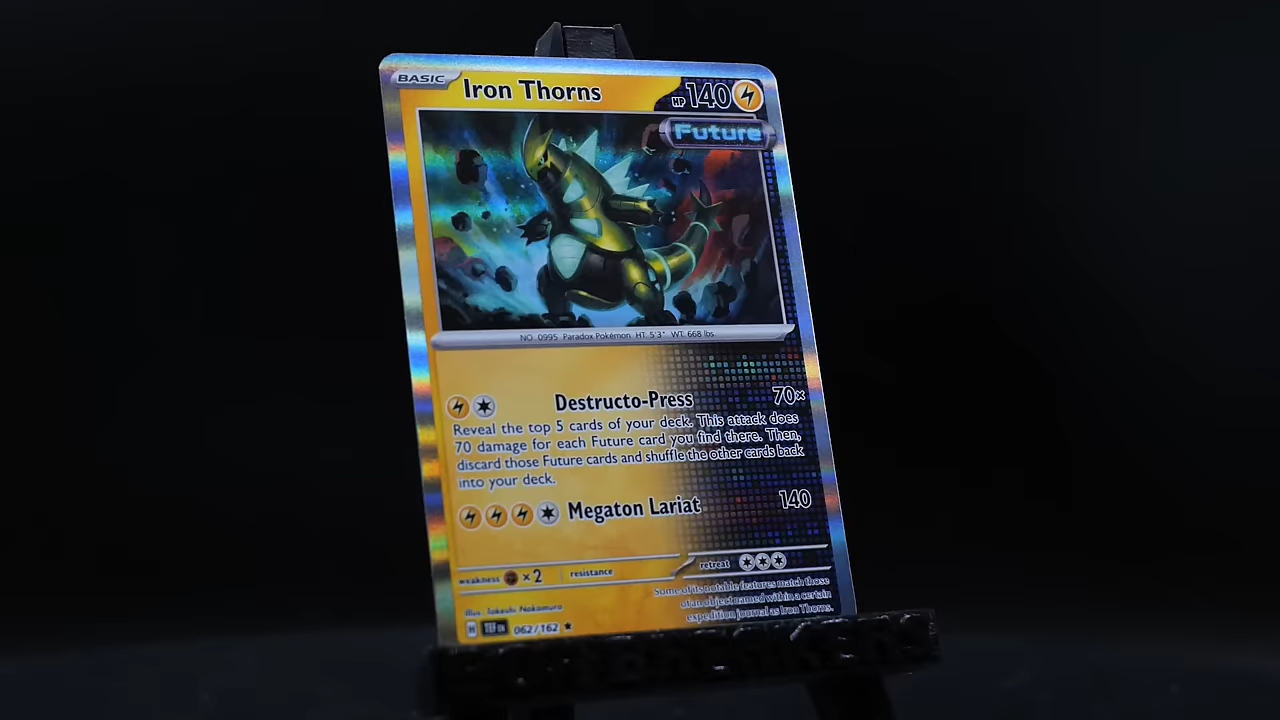 BASIC Iron Thorns HP 140
Future
NO. 0995 Paradox Pokémon HT: 5'3" WT: 668 lbs
Destructo-Press 70×
Reveal the top 5 cards of your deck. This attack does
70 damage for each Future card you find there. Then,
discard those Future cards and shuffle the other cards back
into your deck.
Megaton Lariat 140
weakness ×2 resistance
retreat
Some of its notable features match those
of an object named within a certain
expedition journal as Iron Thorns.
Illus. Takeshi Nakamura
H TEF EN 062/162